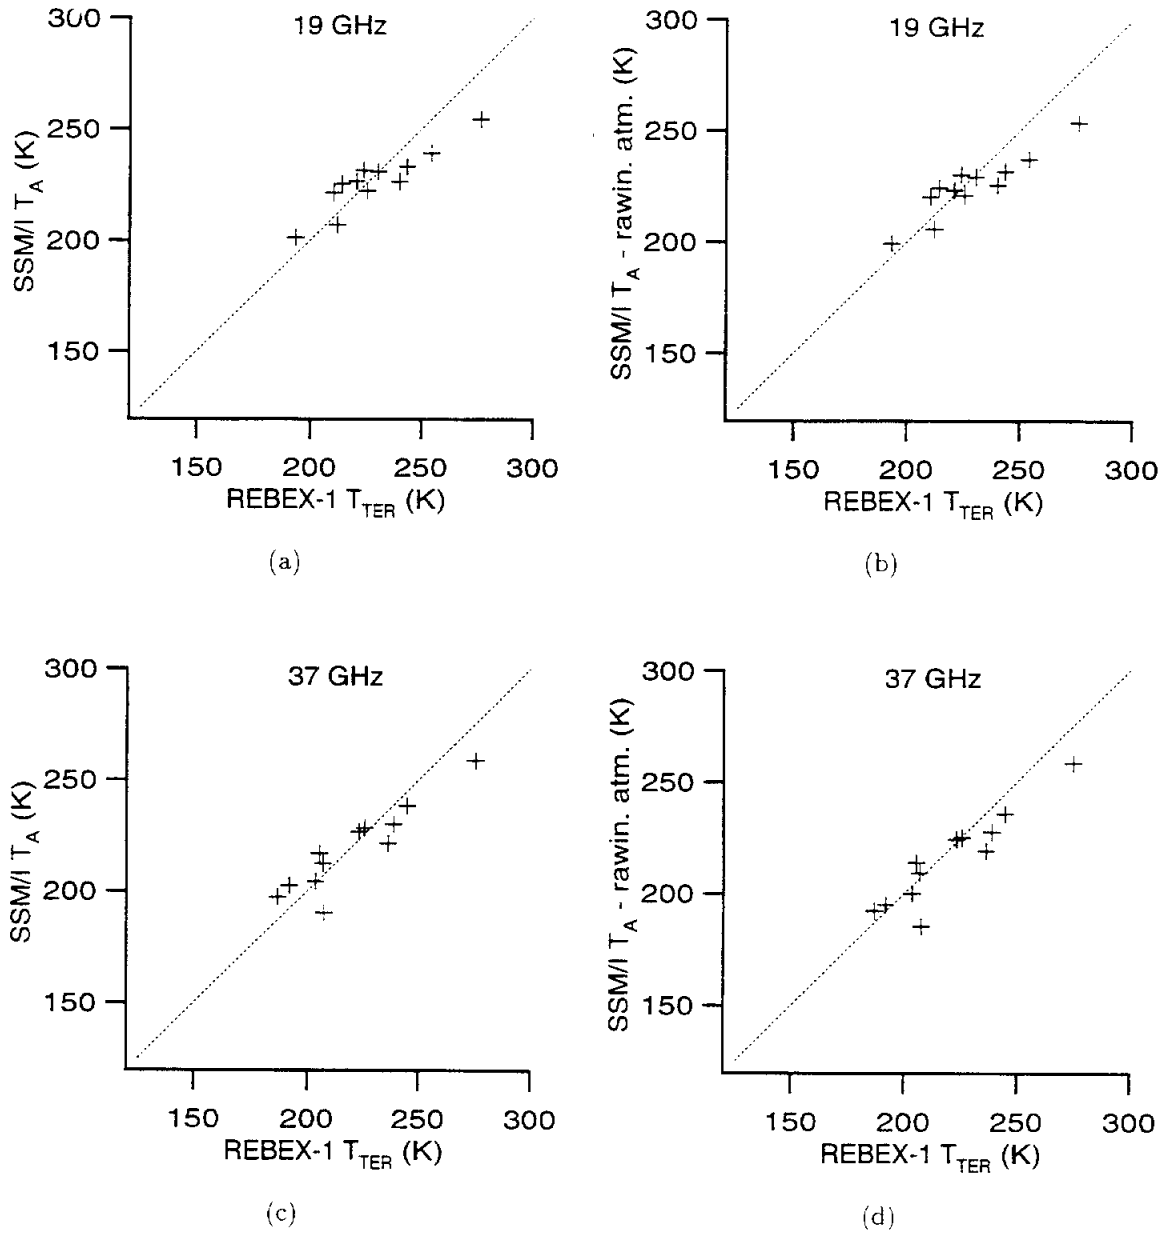 19 GHz
300
250
200
150
SSM/I T_A (K)
150 200 250 300
REBEX-1 T_TER (K)
(a)
19 GHz
300
250
200
150
SSM/I T_A - rawin. atm. (K)
150 200 250 300
REBEX-1 T_TER (K)
(b)
37 GHz
300
250
200
150
SSM/I T_A (K)
150 200 250 300
REBEX-1 T_TER (K)
(c)
37 GHz
300
250
200
150
SSM/I T_A - rawin. atm. (K)
150 200 250 300
REBEX-1 T_TER (K)
(d)